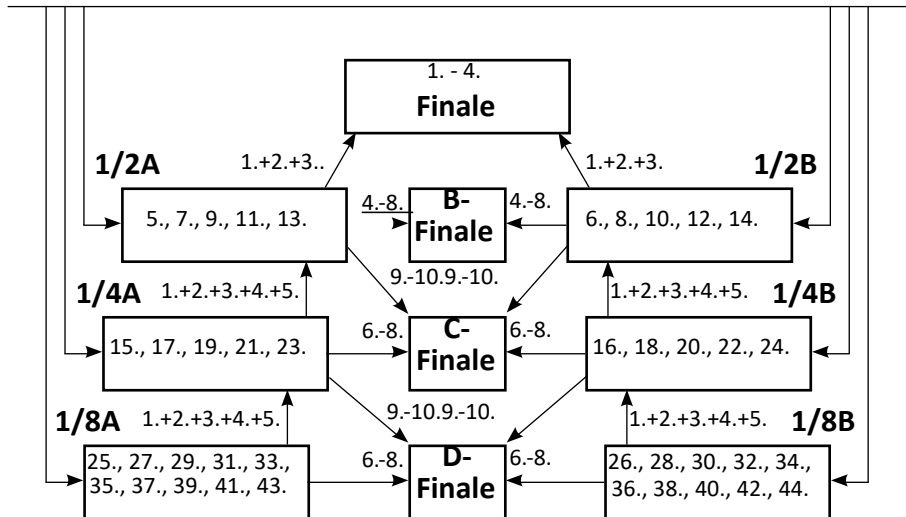 1. - 4.
Finale
1/2A
1.+2.+3..
1.+2.+3.
1/2B
5., 7., 9., 11., 13.
4.-8.
B-
Finale
4.-8.
6., 8., 10., 12., 14.
9.-10.9.-10.
1/4A
1.+2.+3.+4.+5.
1.+2.+3.+4.+5.
1/4B
15., 17., 19., 21., 23.
6.-8.
C-
Finale
6.-8.
16., 18., 20., 22., 24.
9.-10.9.-10.
1/8A
1.+2.+3.+4.+5.
1.+2.+3.+4.+5.
1/8B
25., 27., 29., 31., 33.,
35., 37., 39., 41., 43.
6.-8.
D-
Finale
6.-8.
26., 28., 30., 32., 34.,
36., 38., 40., 42., 44.